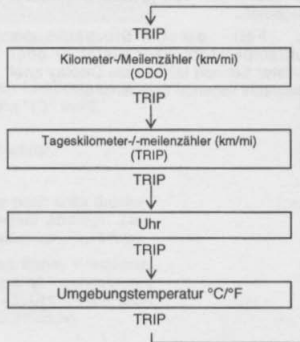 TRIP
Kilometer-/Meilenzähler (km/mi)
(ODO)
TRIP
Tageskilometer-/-meilenzähler (km/mi)
(TRIP)
TRIP
Uhr
TRIP
Umgebungstemperatur °C/°F
TRIP